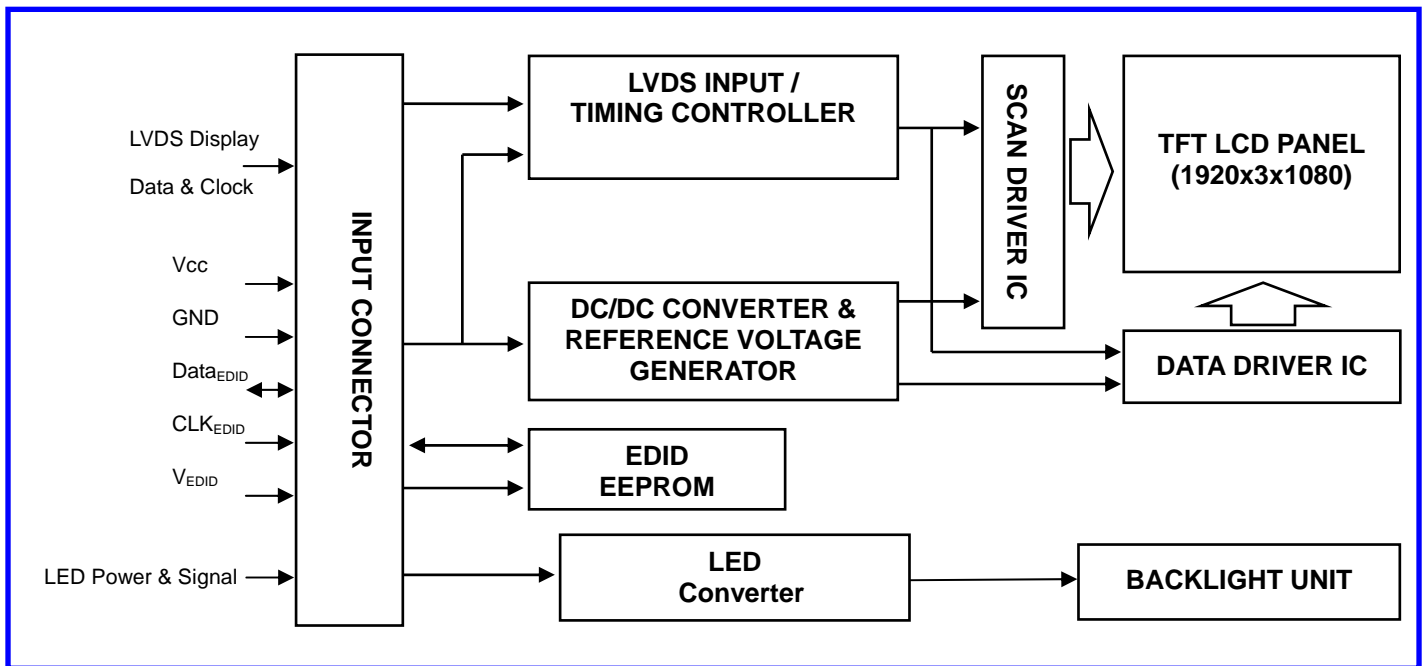 LVDS Display
Data & Clock
Vcc
GND
DataEDID
CLKEDID
VEDID
LED Power & Signal
INPUT CONNECTOR
LVDS INPUT /
TIMING CONTROLLER
DC/DC CONVERTER &
REFERENCE VOLTAGE
GENERATOR
EDID
EEPROM
LED
Converter
SCAN DRIVER IC
TFT LCD PANEL
(1920x3x1080)
DATA DRIVER IC
BACKLIGHT UNIT